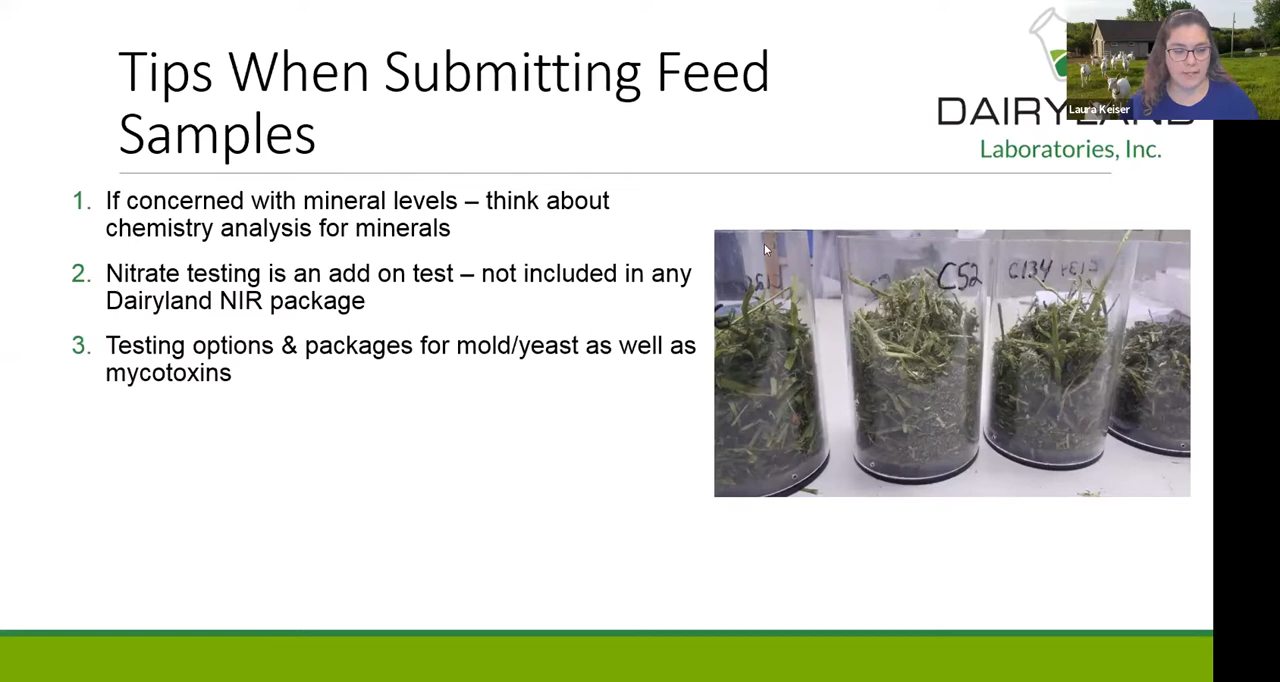 Tips When Submitting Feed
Samples
Laura Keiser
DAIRYLAND
Laboratories, Inc.
1. If concerned with mineral levels – think about
chemistry analysis for minerals
2. Nitrate testing is an add on test – not included in any
Dairyland NIR package
3. Testing options & packages for mold/yeast as well as
mycotoxins
C52
C134